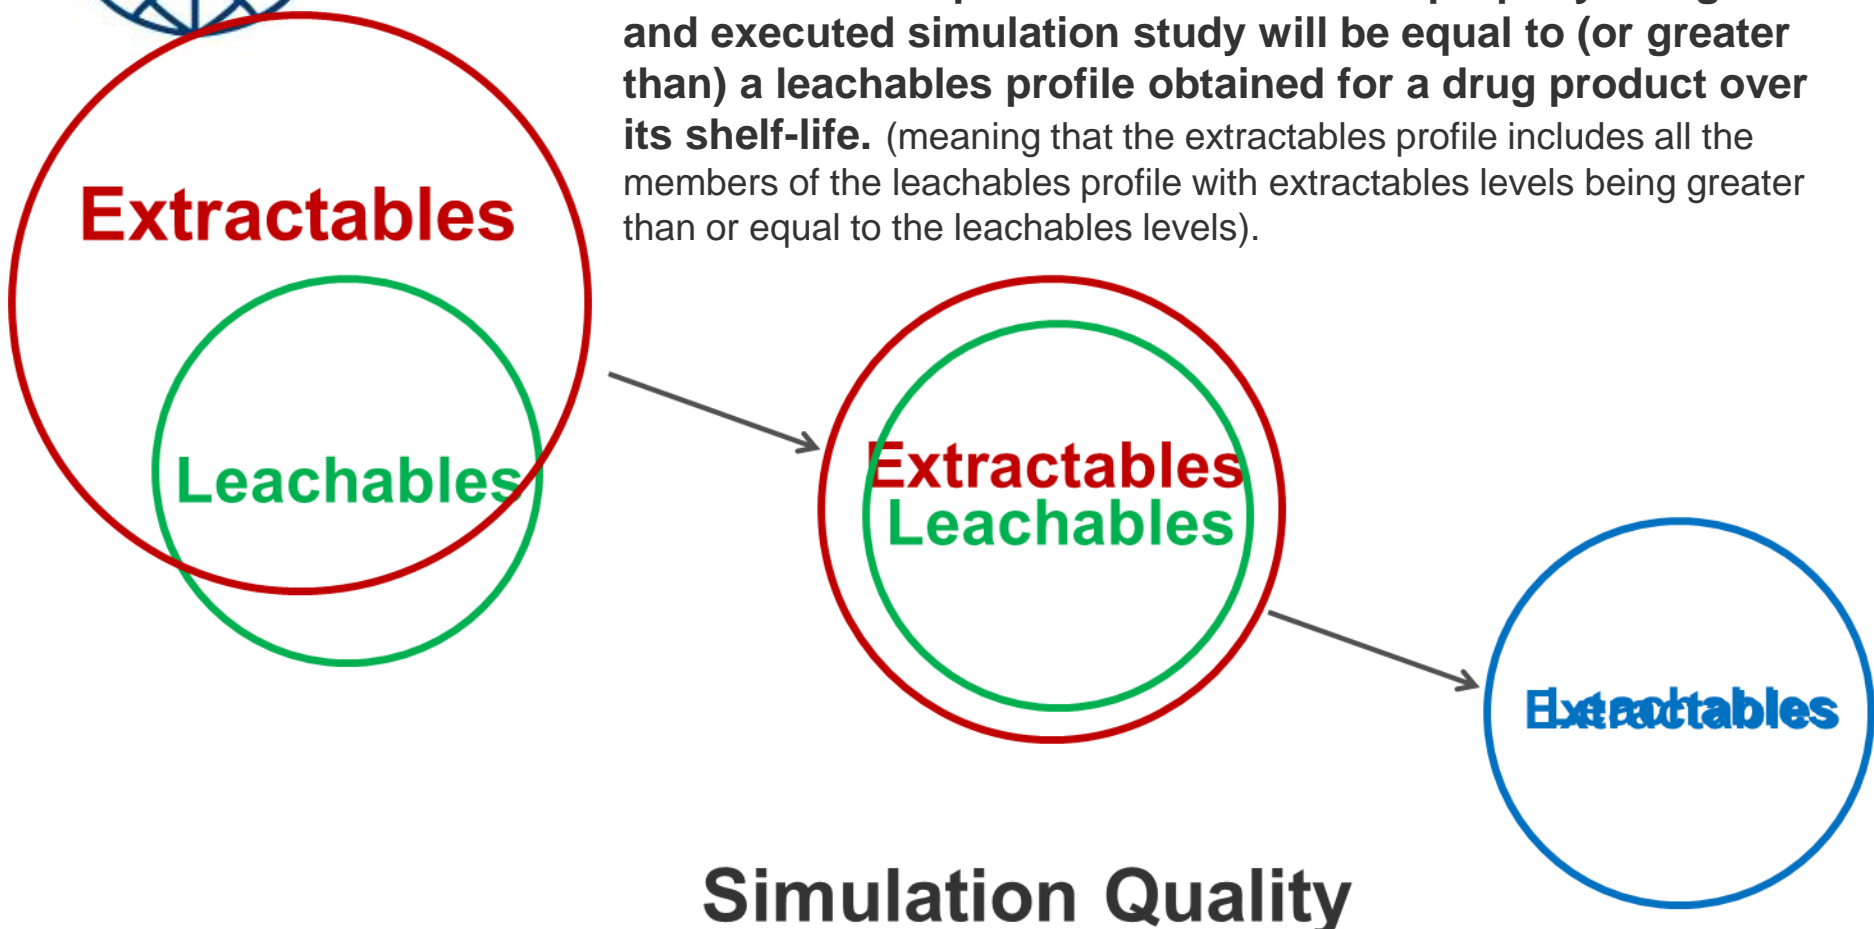 and executed simulation study will be equal to (or greater
than) a leachables profile obtained for a drug product over
its shelf-life. (meaning that the extractables profile includes all the
members of the leachables profile with extractables levels being greater
than or equal to the leachables levels).
Extractables
Leachables
Extractables
Leachables
Extractables
Leachables
Simulation Quality